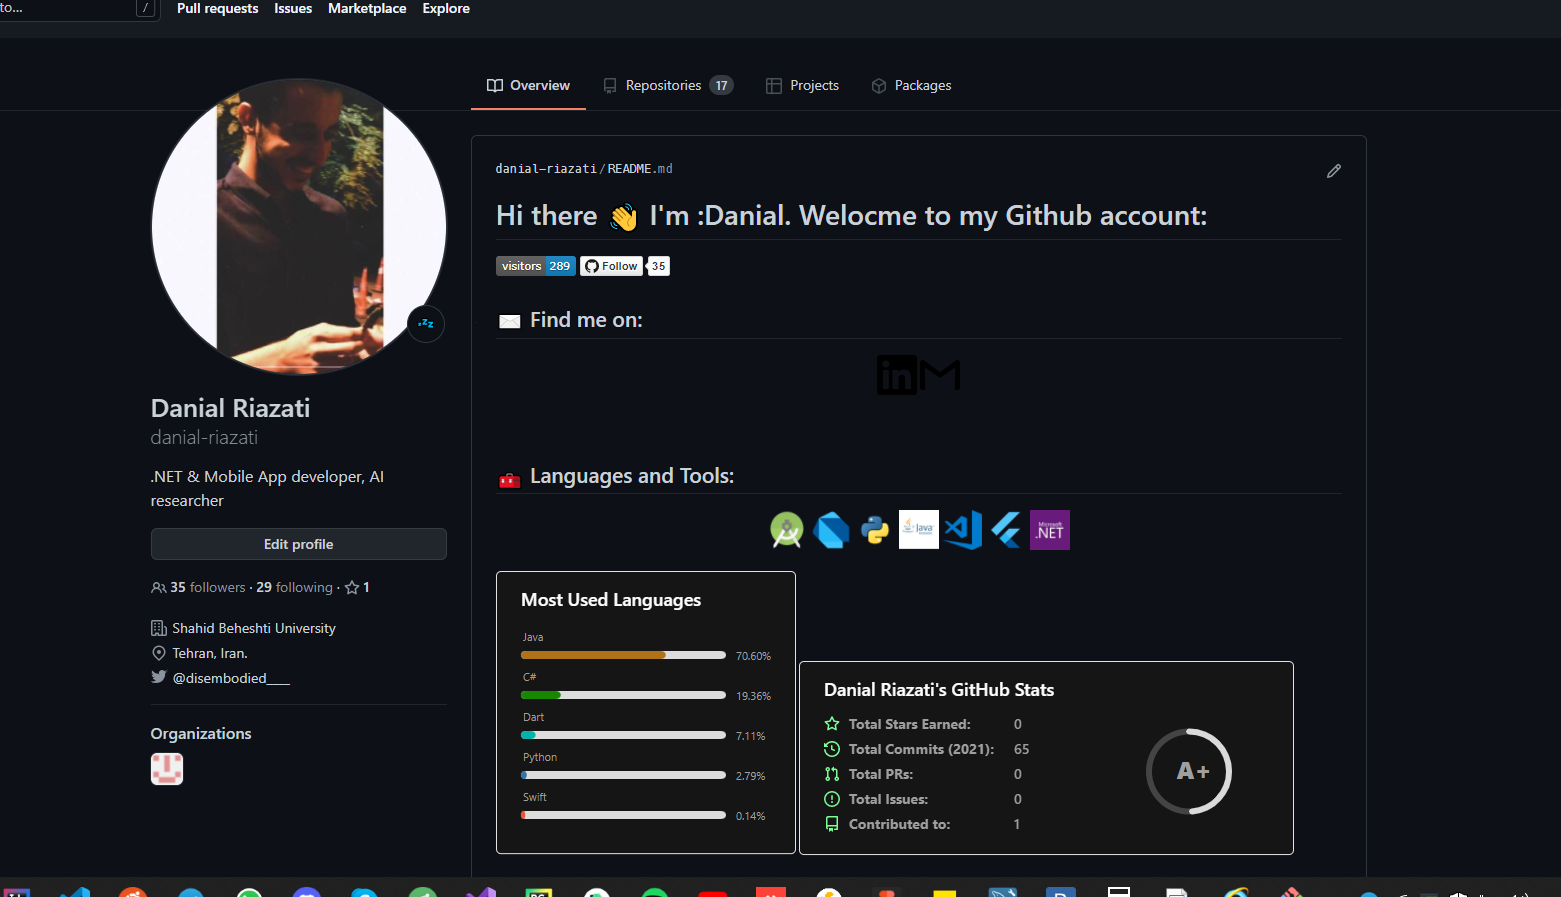 to...
/
Pull requests Issues Marketplace Explore
Overview Repositories 17 Projects Packages
danial-riazati/README.md
Hi there 👋 I'm :Danial. Welocme to my Github account:
visitors 289 Follow 35
Find me on:
in M
Languages and Tools:
Java
Microsoft
.NET
Most Used Languages
Java
70.60%
C#
19.36%
Dart
7.11%
Python
2.79%
Swift
0.14%
Danial Riazati's GitHub Stats
Total Stars Earned: 0
Total Commits (2021): 65
Total PRs: 0
Total Issues: 0
Contributed to: 1
A+
zzz
Danial Riazati
danial-riazati
.NET & Mobile App developer, AI
researcher
Edit profile
35 followers · 29 following · 1
Shahid Beheshti University
Tehran, Iran.
@disembodied____
Organizations